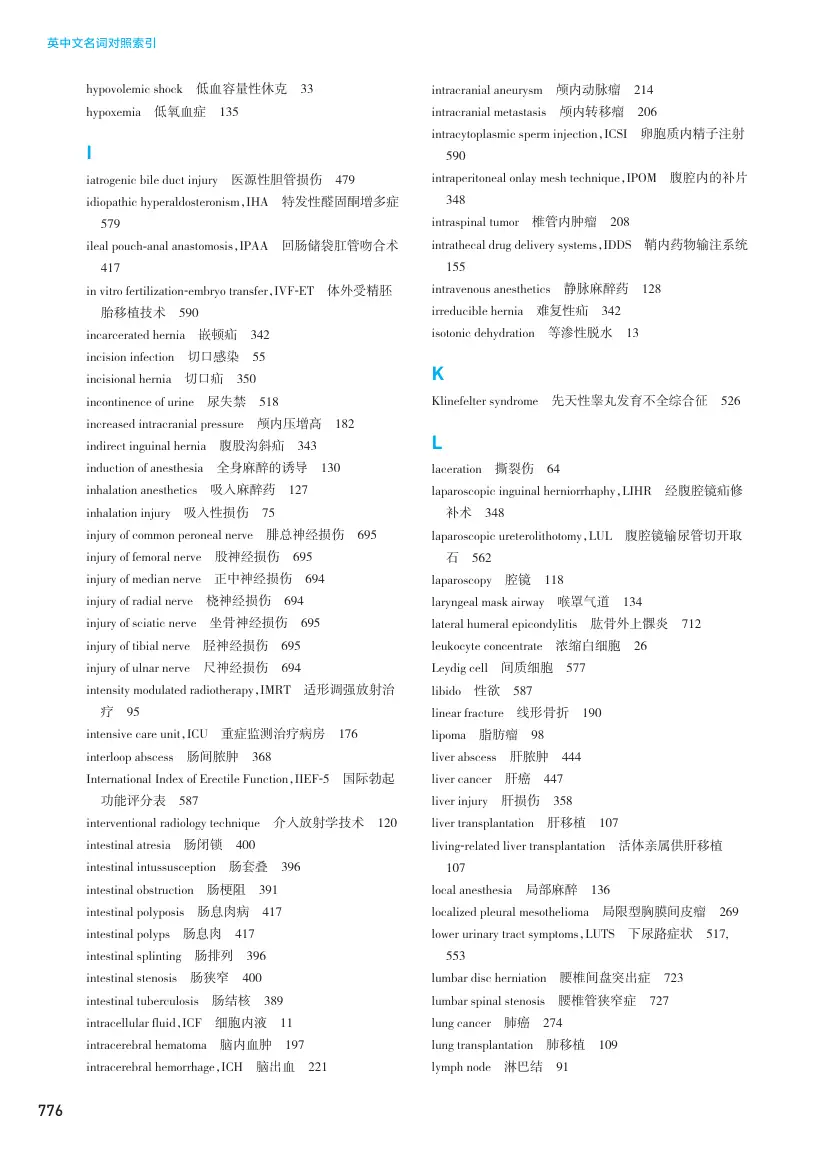 英中文名词对照索引
hypovolemic shock 低血容量性休克 33
hypoxemia 低氧血症 135
I
iatrogenic bile duct injury 医源性胆管损伤 479
idiopathic hyperaldosteronism,IHA 特发性醛固酮增多症
579
ileal pouch-anal anastomosis,IPAA 回肠储袋肛管吻合术
417
in vitro fertilization-embryo transfer,IVF-ET 体外受精胚
胎移植技术 590
incarcerated hernia 嵌顿疝 342
incision infection 切口感染 55
incisional hernia 切口疝 350
incontinence of urine 尿失禁 518
increased intracranial pressure 颅内压增高 182
indirect inguinal hernia 腹股沟斜疝 343
induction of anesthesia 全身麻醉的诱导 130
inhalation anesthetics 吸入麻醉药 127
inhalation injury 吸入性损伤 75
injury of common peroneal nerve 腓总神经损伤 695
injury of femoral nerve 股神经损伤 695
injury of median nerve 正中神经损伤 694
injury of radial nerve 桡神经损伤 694
injury of sciatic nerve 坐骨神经损伤 695
injury of tibial nerve 胫神经损伤 695
injury of ulnar nerve 尺神经损伤 694
intensity modulated radiotherapy,IMRT 适形调强放射治
疗 95
intensive care unit,ICU 重症监测治疗病房 176
interloop abscess 肠间脓肿 368
International Index of Erectile Function,IIEF-5 国际勃起
功能评分表 587
interventional radiology technique 介入放射学技术 120
intestinal atresia 肠闭锁 400
intestinal intussusception 肠套叠 396
intestinal obstruction 肠梗阻 391
intestinal polyposis 肠息肉病 417
intestinal polyps 肠息肉 417
intestinal splinting 肠排列 396
intestinal stenosis 肠狭窄 400
intestinal tuberculosis 肠结核 389
intracellular fluid,ICF 细胞内液 11
intracerebral hematoma 脑内血肿 197
intracerebral hemorrhage,ICH 脑出血 221
intracranial aneurysm 颅内动脉瘤 214
intracranial metastasis 颅内转移瘤 206
intracytoplasmic sperm injection,ICSI 卵胞质内精子注射
590
intraperitoneal onlay mesh technique,IPOM 腹腔内的补片
348
intraspinal tumor 椎管内肿瘤 208
intrathecal drug delivery systems,IDDS 鞘内药物输注系统
155
intravenous anesthetics 静脉麻醉药 128
irreducible hernia 难复性疝 342
isotonic dehydration 等渗性脱水 13
K
Klinefelter syndrome 先天性睾丸发育不全综合征 526
L
laceration 撕裂伤 64
laparoscopic inguinal herniorrhaphy,LIHR 经腹腔镜疝修
补术 348
laparoscopic ureterolithotomy,LUL 腹腔镜输尿管切开取
石 562
laparoscopy 腔镜 118
laryngeal mask airway 喉罩气道 134
lateral humeral epicondylitis 肱骨外上髁炎 712
leukocyte concentrate 浓缩白细胞 26
Leydig cell 间质细胞 577
libido 性欲 587
linear fracture 线形骨折 190
lipoma 脂肪瘤 98
liver abscess 肝脓肿 444
liver cancer 肝癌 447
liver injury 肝损伤 358
liver transplantation 肝移植 107
living-related liver transplantation 活体亲属供肝移植
107
local anesthesia 局部麻醉 136
localized pleural mesothelioma 局限型胸膜间皮瘤 269
lower urinary tract symptoms,LUTS 下尿路症状 517,
553
lumbar disc herniation 腰椎间盘突出症 723
lumbar spinal stenosis 腰椎管狭窄症 727
lung cancer 肺癌 274
lung transplantation 肺移植 109
lymph node 淋巴结 91
776